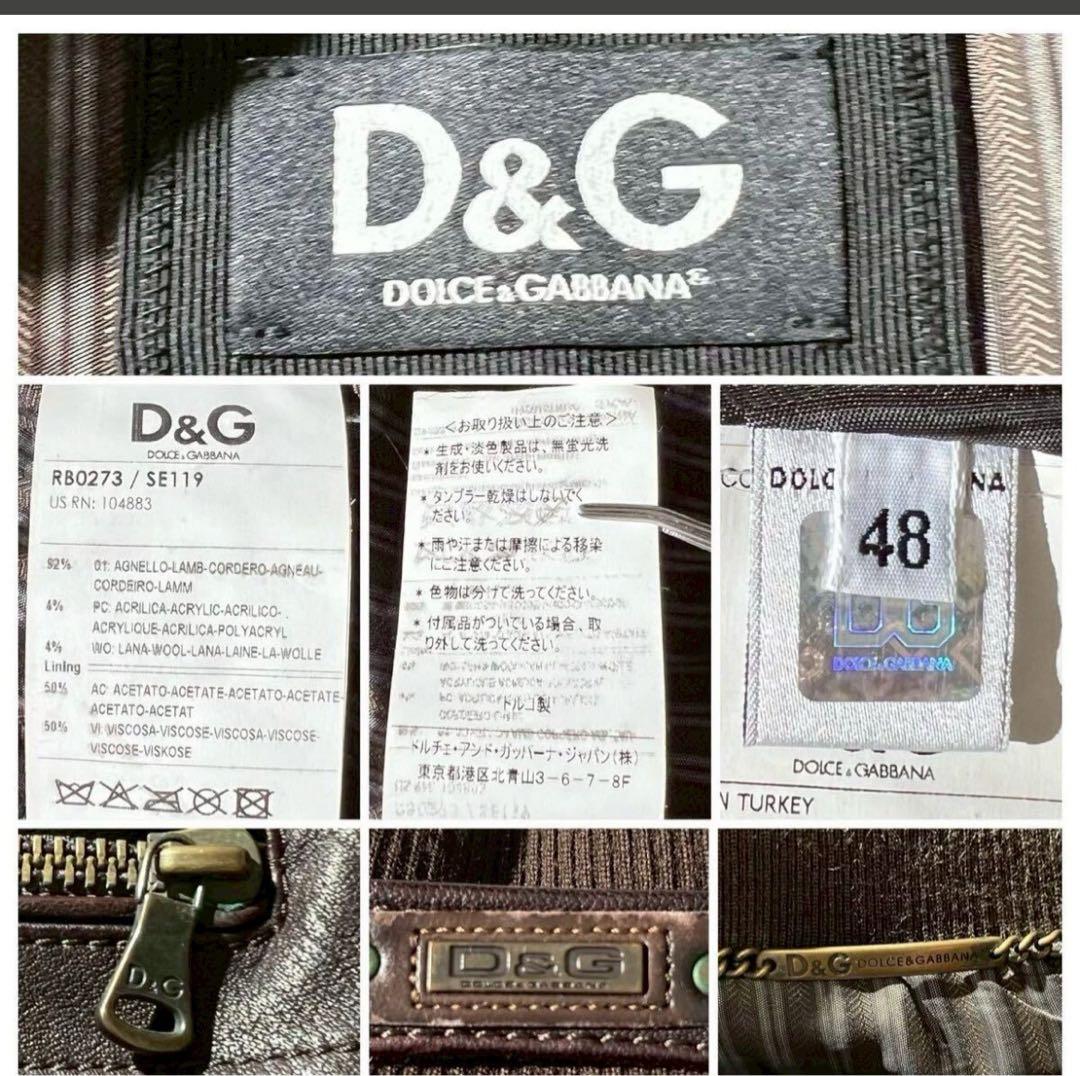 D&G
DOLCE&GABBANA
D&G
DOLCE&GABBANA
RB0273 / SE119
US RN: 104883
92% 01: AGNELLO-LAMB-CORDERO-AGNEAU-
CORDEIRO-LAMM
4% PC: ACRILICA-ACRYLIC-ACRILICO-
ACRYLIQUE-ACRILICA-POLYACRYL
4% WO: LANA-WOOL-LANA-LAINE-LA-WOLLE
Lining
50% AC: ACETATO-ACETATE-ACETATO-ACETATE-
ACETATO-ACETAT
50% VI: VISCOSA-VISCOSE-VISCOSA-VISCOSE-
VISCOSE-VISKOSE
<お取り扱い上のご注意>
* 生成・淡色製品は、無蛍光洗
剤をお使いください。
* タンブラー乾燥はしないでく
ださい。
* 雨や汗または摩擦による移染
にご注意ください。
* 色物は分けて洗ってください。
* 付属品がついている場合、取
り外して洗ってください。
トルコ製
ドルチェ・アンド・ガッバーナ・ジャパン(株)
東京都港区北青山3-6-7-8F
DOLC NA
48
DOLCE&GABBANA
DOLCE&GABBANA
N TURKEY
D&G
D&G
DOLCE&GABBANA
D&G DOLCE&GABBANA